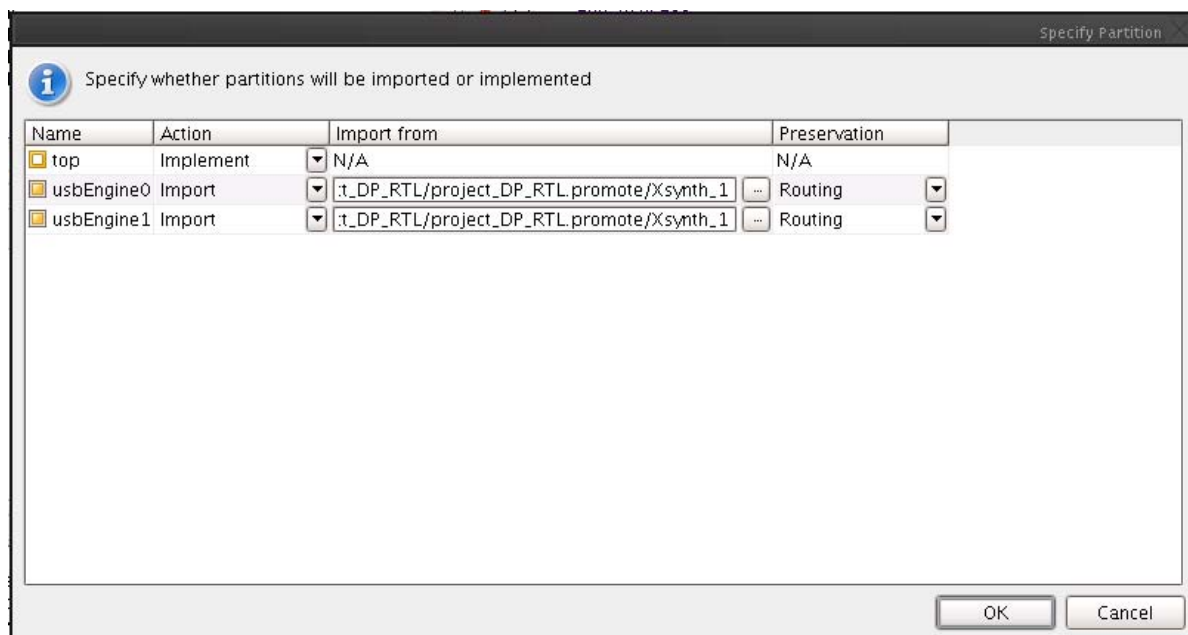 Specify Partition
Specify whether partitions will be imported or implemented
Name Action Import from Preservation
top Implement N/A N/A
usbEngine0 Import :t_DP_RTL/project_DP_RTL.promote/Xsynth_1 ... Routing
usbEngine1 Import :t_DP_RTL/project_DP_RTL.promote/Xsynth_1 ... Routing
OK Cancel